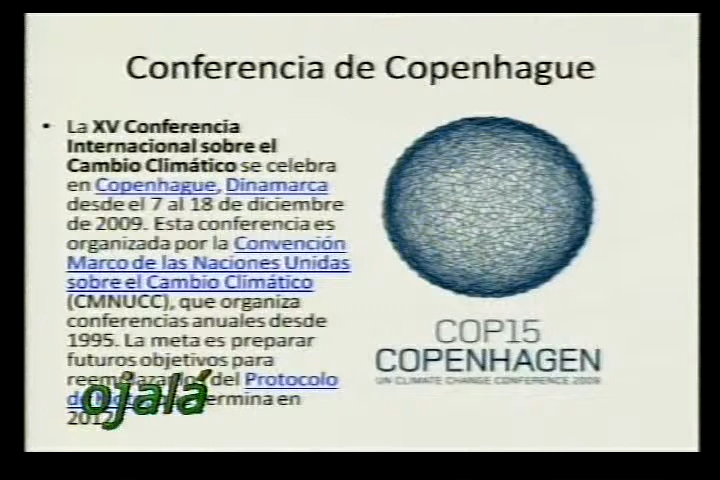 Conferencia de Copenhague
• La XV Conferencia
Internacional sobre el
Cambio Climático se celebra
en Copenhague, Dinamarca
desde el 7 al 18 de diciembre
de 2009. Esta conferencia es
organizada por la Convención
Marco de las Naciones Unidas
sobre el Cambio Climático
(CMNUCC), que organiza
conferencias anuales desde
1995. La meta es preparar
futuros objetivos para
del Protocolo
termina en
2012
ojalá
COP15
COPENHAGEN
UN CLIMATE CHANGE CONFERENCE 2009